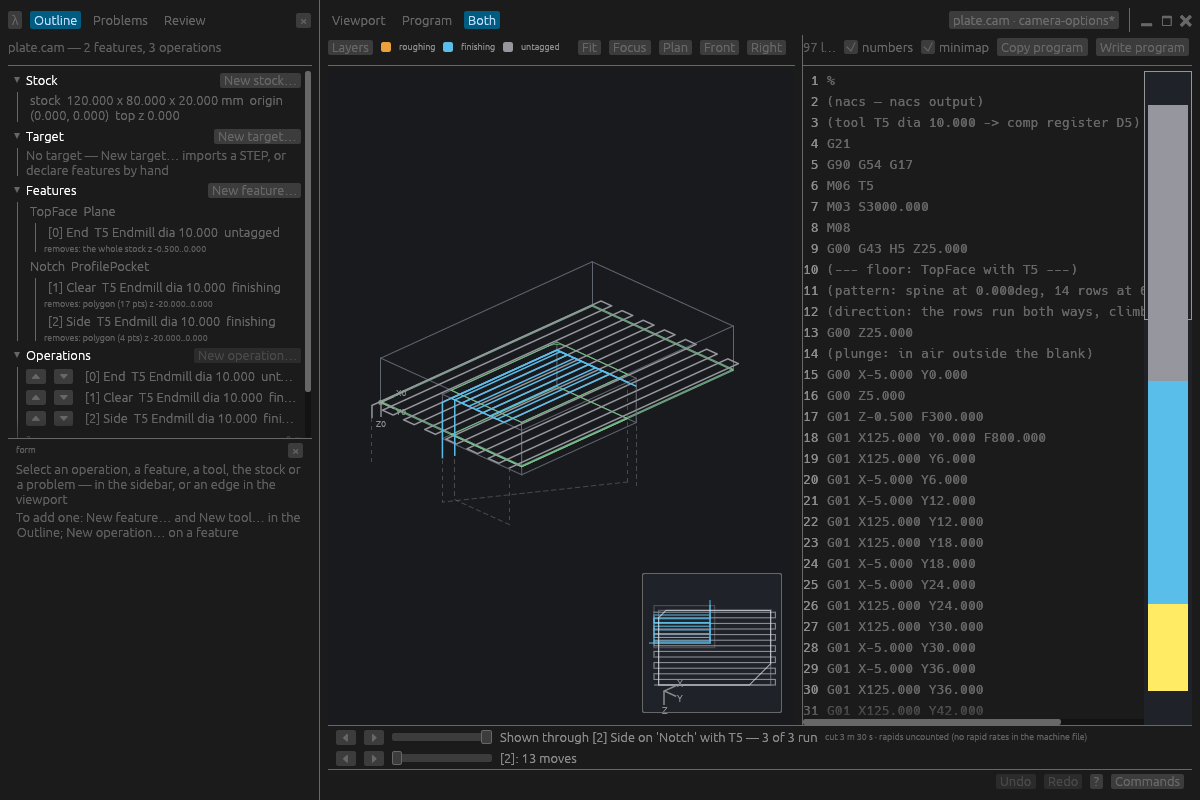 λ Outline Problems Review ×
plate.cam — 2 features, 3 operations
Stock New stock...
stock 120.000 x 80.000 x 20.000 mm origin
(0.000, 0.000) top z 0.000
Target New target...
No target — New target... imports a STEP, or
declare features by hand
Features New feature...
TopFace Plane
[0] End T5 Endmill dia 10.000 untagged
removes: the whole stock z -0.500..0.000
Notch ProfilePocket
[1] Clear T5 Endmill dia 10.000 finishing
removes: polygon (17 pts) z -20.000..0.000
[2] Side T5 Endmill dia 10.000 finishing
removes: polygon (4 pts) z -20.000..0.000
Operations New operation...
[0] End T5 Endmill dia 10.000 unt...
[1] Clear T5 Endmill dia 10.000 fin...
[2] Side T5 Endmill dia 10.000 fini...
form ×
Select an operation, a feature, a tool, the stock or
a problem — in the sidebar, or an edge in the
viewport
To add one: New feature... and New tool... in the
Outline; New operation... on a feature
Viewport Program Both
plate.cam · camera-options*
Layers roughing finishing untagged Fit Focus Plan Front Right
X0
Z0
X
Y
Z
97 l... numbers minimap Copy program Write program
1 %
2 (nacs — nacs output)
3 (tool T5 dia 10.000 -> comp register D5)
4 G21
5 G90 G54 G17
6 M06 T5
7 M03 S3000.000
8 M08
9 G00 G43 H5 Z25.000
10 (--- floor: TopFace with T5 ---)
11 (pattern: spine at 0.000deg, 14 rows at 6
12 (direction: the rows run both ways, climb
13 G00 Z25.000
14 (plunge: in air outside the blank)
15 G00 X-5.000 Y0.000
16 G00 Z5.000
17 G01 Z-0.500 F300.000
18 G01 X125.000 Y0.000 F800.000
19 G01 X125.000 Y6.000
20 G01 X-5.000 Y6.000
21 G01 X-5.000 Y12.000
22 G01 X125.000 Y12.000
23 G01 X125.000 Y18.000
24 G01 X-5.000 Y18.000
25 G01 X-5.000 Y24.000
26 G01 X125.000 Y24.000
27 G01 X125.000 Y30.000
28 G01 X-5.000 Y30.000
29 G01 X-5.000 Y36.000
30 G01 X125.000 Y36.000
31 G01 X125.000 Y42.000
Shown through [2] Side on 'Notch' with T5 — 3 of 3 run cut 3 m 30 s · rapids uncounted (no rapid rates in the machine file)
[2]: 13 moves
Undo Redo ? Commands